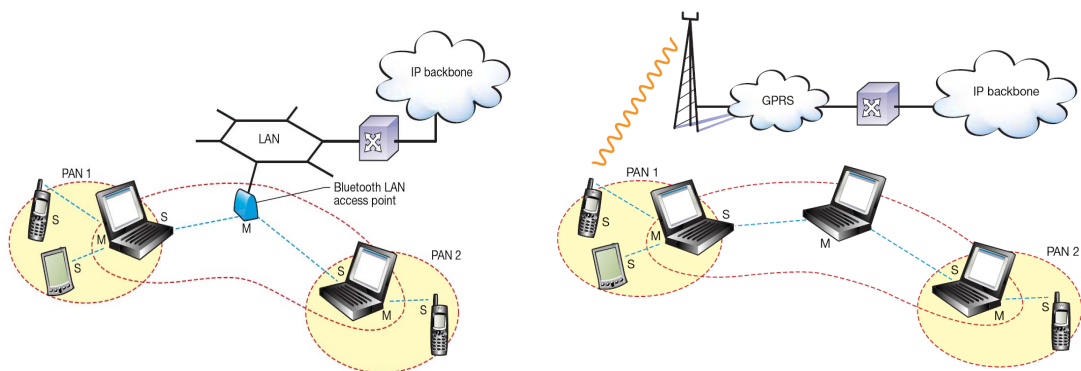 IP backbone
LAN
PAN 1
Bluetooth LAN
access point
S
S
M
M
S
PAN 2
S
S
M
IP backbone
GPRS
PAN 1
S
S
M
M
S
S
PAN 2
S
M